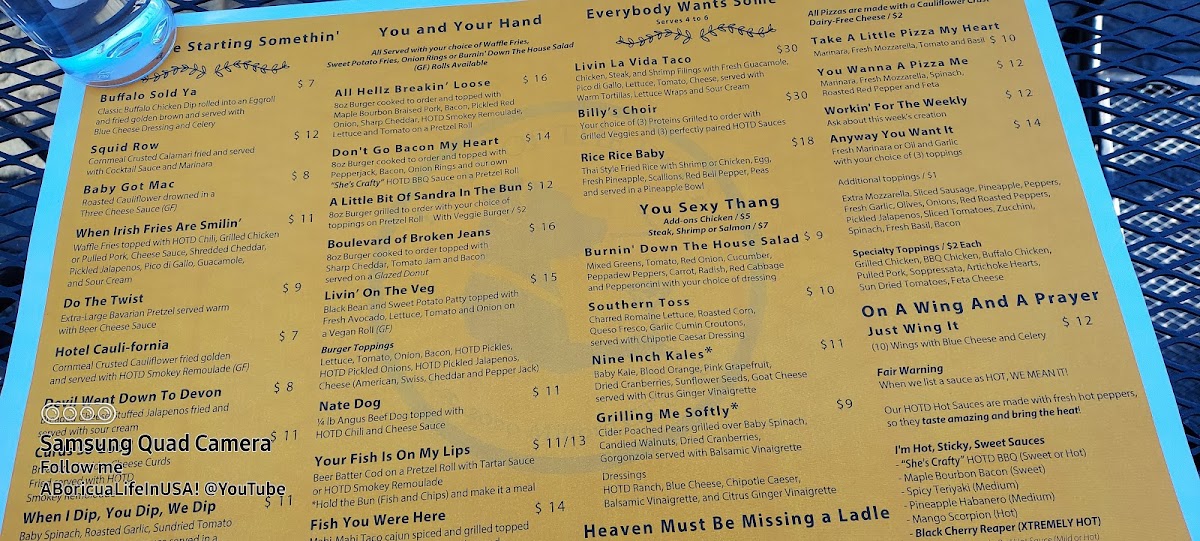 e Starting Somethin'
Buffalo Sold Ya $ 7
Classic Buffalo Chicken Dip rolled into an Eggroll
and fried golden brown and served with
Blue Cheese Dressing and Celery
Squid Row $ 12
Cornmeal Crusted Calamari fried and served
with Cocktail Sauce and Marinara
Baby Got Mac $ 8
Roasted Cauliflower drowned in a
Three Cheese Sauce (GF)
When Irish Fries Are Smilin' $ 11
Waffle Fries topped with HOTD Chili, Grilled Chicken
or Pulled Pork, Cheese Sauce, Shredded Cheddar,
Pickled Jalapenos, Pico di Gallo, Guacamole,
and Sour Cream
Do The Twist $ 9
Extra-Large Bavarian Pretzel served warm
with Beer Cheese Sauce
Hotel Cauli-fornia $ 7
Cornmeal Crusted Cauliflower fried golden
and served with HOTD Smokey Remoulade (GF)
Devil Went Down To Devon $ 8
stuffed Jalapenos fried and
served with sour cream
$ 11
Cheese Curds
Fried served with HOTD
Smokey
When I Dip, You Dip, We Dip $ 11
Baby Spinach, Roasted Garlic, Sundried Tomato
served in a
You and Your Hand
All Served with your choice of Waffle Fries,
Sweet Potato Fries, Onion Rings or Burnin' Down The House Salad
(GF) Rolls Available
All Hellz Breakin' Loose $ 16
8oz Burger cooked to order and topped with
Maple Bourbon Braised Pork, Bacon, Pickled Red
Onion, Sharp Cheddar, HOTD Smokey Remoulade,
Lettuce and Tomato on a Pretzel Roll
Don't Go Bacon My Heart $ 14
8oz Burger cooked to order and topped with
Pepperjack, Bacon, Onion Rings and our own
"She's Crafty" HOTD BBQ Sauce on a Pretzel Roll
A Little Bit Of Sandra In The Bun $ 12
8oz Burger grilled to order with your choice of
toppings on Pretzel Roll With Veggie Burger / $2
Boulevard of Broken Jeans $ 16
8oz Burger cooked to order topped with
Sharp Cheddar, Tomato Jam and Bacon
served on a Glazed Donut
Livin' On The Veg $ 15
Black Bean and Sweet Potato Patty topped with
Fresh Avocado, Lettuce, Tomato and Onion on
a Vegan Roll (GF)
Burger Toppings
Lettuce, Tomato, Onion, Bacon, HOTD Pickles,
HOTD Pickled Onions, HOTD Pickled Jalapenos,
Cheese (American, Swiss, Cheddar and Pepper Jack)
Nate Dog $ 11
¼ lb Angus Beef Dog topped with
HOTD Chili and Cheese Sauce
Your Fish Is On My Lips $ 11/13
Beer Batter Cod on a Pretzel Roll with Tartar Sauce
or HOTD Smokey Remoulade
*Hold the Bun (Fish and Chips) and make it a meal
Fish You Were Here $ 14
Mahi-Mahi Taco cajun spiced and grilled topped
Everybody Wants Some
Serves 4 to 6
Livin La Vida Taco $30
Chicken, Steak, and Shrimp Filings with Fresh Guacamole,
Pico di Gallo, Lettuce, Tomato, Cheese, served with
Warm Tortillas, Lettuce Wraps and Sour Cream
Billy's Choir $30
Your choice of (3) Proteins Grilled to order with
Grilled Veggies and (3) perfectly paired HOTD Sauces
Rice Rice Baby $18
Thai Style Fried Rice with Shrimp or Chicken, Egg,
Fresh Pineapple, Scallions, Red Bell Pepper, Peas
and served in a Pineapple Bowl
You Sexy Thang
Add-ons Chicken / $5
Steak, Shrimp or Salmon / $7
Burnin' Down The House Salad $ 9
Mixed Greens, Tomato, Red Onion, Cucumber,
Peppadew Peppers, Carrot, Radish, Red Cabbage
and Pepperoncini with your choice of dressing
Southern Toss $ 10
Charred Romaine Lettuce, Roasted Corn,
Queso Fresco, Garlic Cumin Croutons,
served with Chipotle Caesar Dressing
Nine Inch Kales* $11
Baby Kale, Blood Orange, Pink Grapefruit,
Dried Cranberries, Sunflower Seeds, Goat Cheese
served with Citrus Ginger Vinaigrette
Grilling Me Softly* $9
Cider Poached Pears grilled over Baby Spinach,
Candied Walnuts, Dried Cranberries,
Gorgonzola served with Balsamic Vinaigrette
Dressings
HOTD Ranch, Blue Cheese, Chipotle Caeser,
Balsamic Vinaigrette, and Citrus Ginger Vinaigrette
Heaven Must Be Missing a Ladle
All Pizzas are made with a Cauliflower Crust
Dairy-Free Cheese / $2
Take A Little Pizza My Heart $ 10
Marinara, Fresh Mozzarella, Tomato and Basil
You Wanna A Pizza Me $ 12
Marinara, Fresh Mozzarella, Spinach,
Roasted Red Pepper and Feta
Workin' For The Weekly $ 12
Ask about this week's creation
Anyway You Want It $ 14
Fresh Marinara or Oil and Garlic
with your choice of (3) toppings
Additional toppings / $1
Extra Mozzarella, Sliced Sausage, Pineapple, Peppers,
Fresh Garlic, Olives, Onions, Red Roasted Peppers,
Pickled Jalapenos, Sliced Tomatoes, Zucchini,
Spinach, Fresh Basil, Bacon
Specialty Toppings / $2 Each
Grilled Chicken, BBQ Chicken, Buffalo Chicken,
Pulled Pork, Soppressata, Artichoke Hearts,
Sun Dried Tomatoes, Feta Cheese
On A Wing And A Prayer
Just Wing It $ 12
(10) Wings with Blue Cheese and Celery
Fair Warning
When we list a sauce as HOT, WE MEAN IT!
Our HOTD Hot Sauces are made with fresh hot peppers,
so they taste amazing and bring the heat!
I'm Hot, Sticky, Sweet Sauces
- "She's Crafty" HOTD BBQ (Sweet or Hot)
- Maple Bourbon Bacon (Sweet)
- Spicy Teriyaki (Medium)
- Pineapple Habanero (Medium)
- Mango Scorpion (Hot)
- Black Cherry Reaper (XTREMELY HOT)
Samsung Quad Camera
Follow me
ABoricuaLifeInUSA! @YouTube